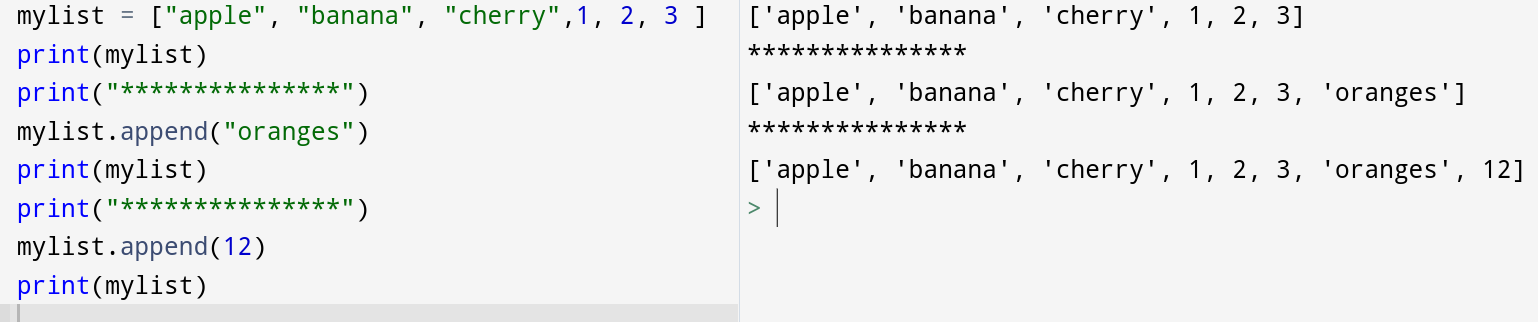 mylist = ["apple", "banana", "cherry",1, 2, 3 ]
print(mylist)
print("***************")
mylist.append("oranges")
print(mylist)
print("***************")
mylist.append(12)
print(mylist)
['apple', 'banana', 'cherry', 1, 2, 3]
***************
['apple', 'banana', 'cherry', 1, 2, 3, 'oranges']
***************
['apple', 'banana', 'cherry', 1, 2, 3, 'oranges', 12]
>